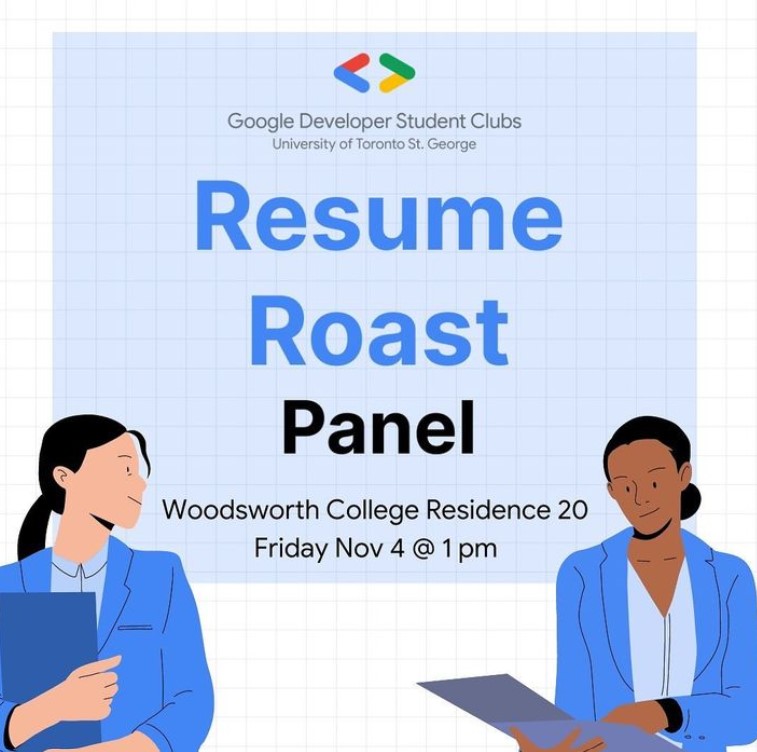 Google Developer Student Clubs
University of Toronto St. George
Resume
Roast
Panel
Woodsworth College Residence 20
Friday Nov 4 @ 1 pm